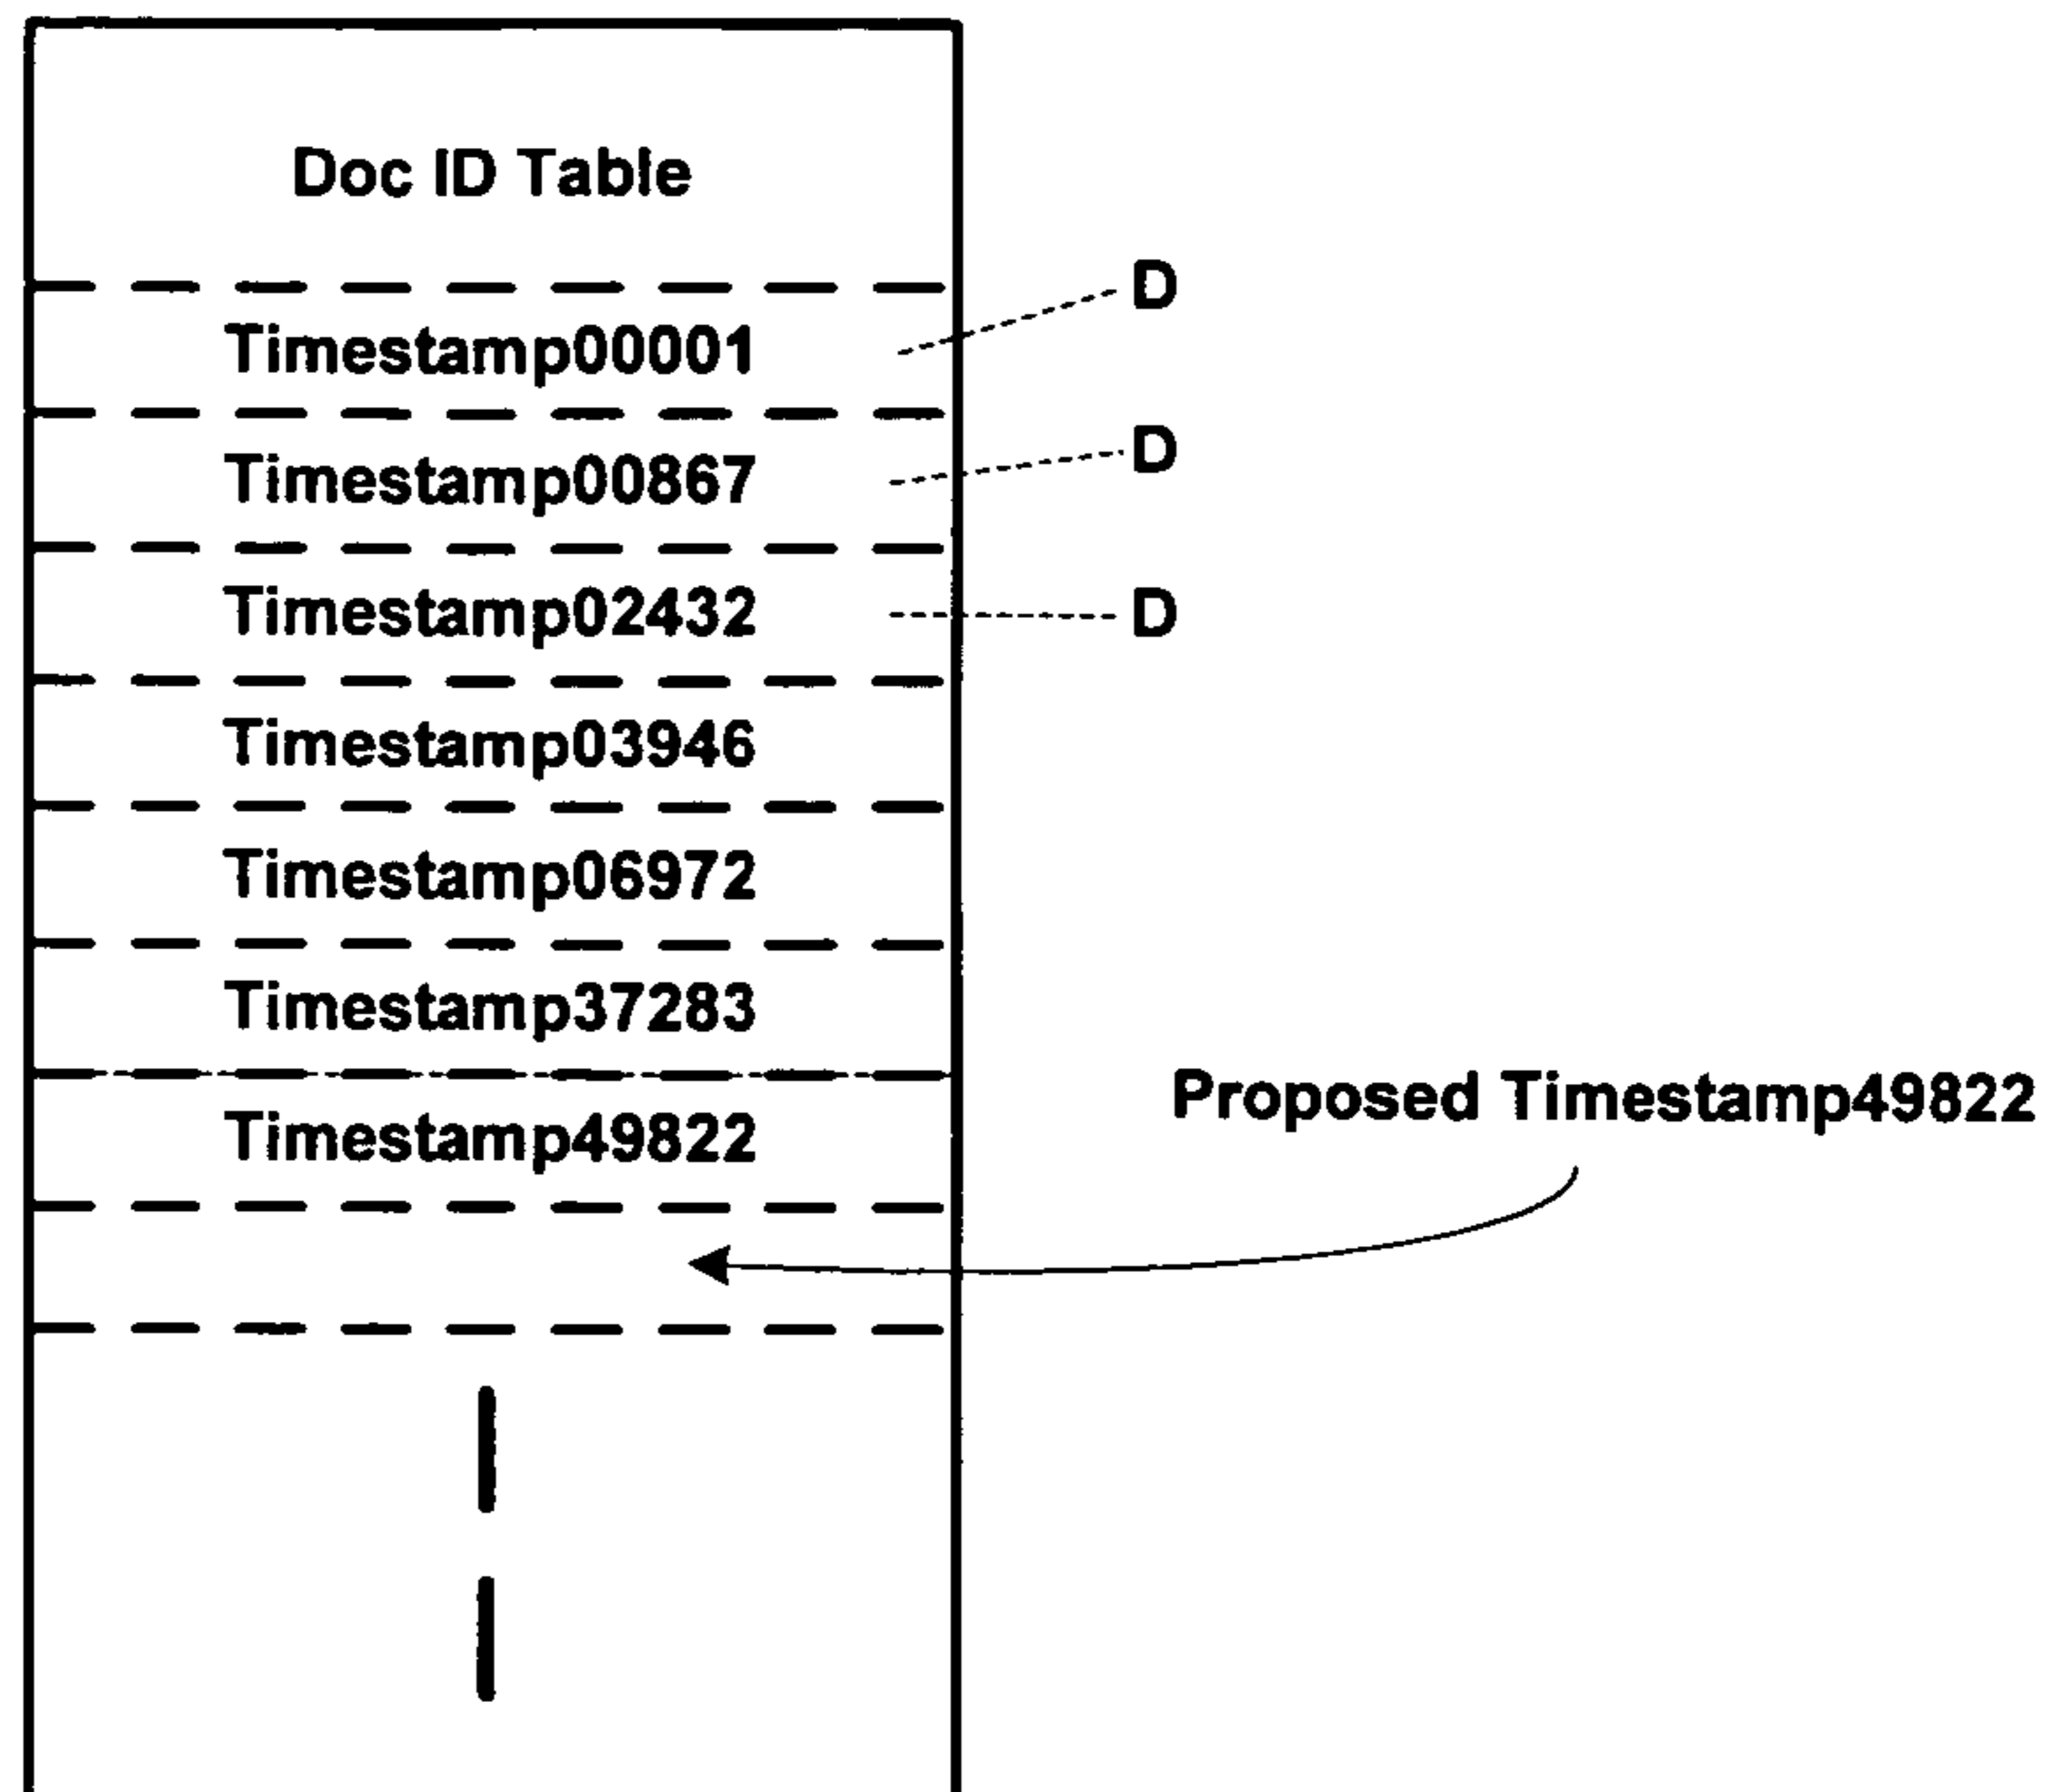 Doc ID Table
D
Timestamp00001
D
Timestamp00867
D
Timestamp02432
Timestamp03946
Timestamp06972
Timestamp37283
Proposed Timestamp49822
Timestamp49822